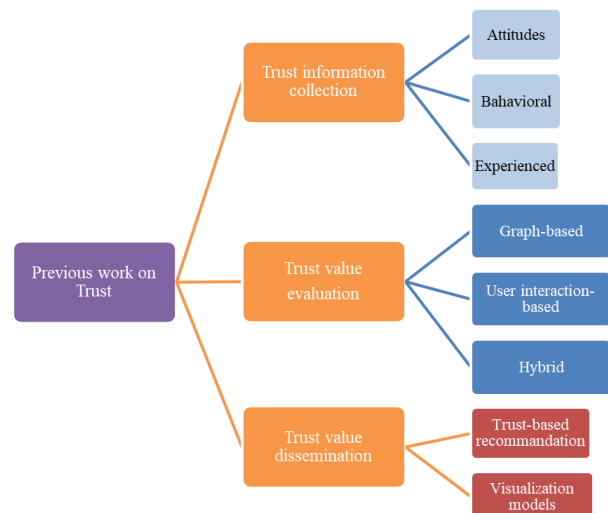 Previous work on
Trust
Trust information
collection
Attitudes
Bahavioral
Experienced
Trust value
evaluation
Graph-based
User interaction-
based
Hybrid
Trust value
dissemination
Trust-based
recommandation
Visualization
models